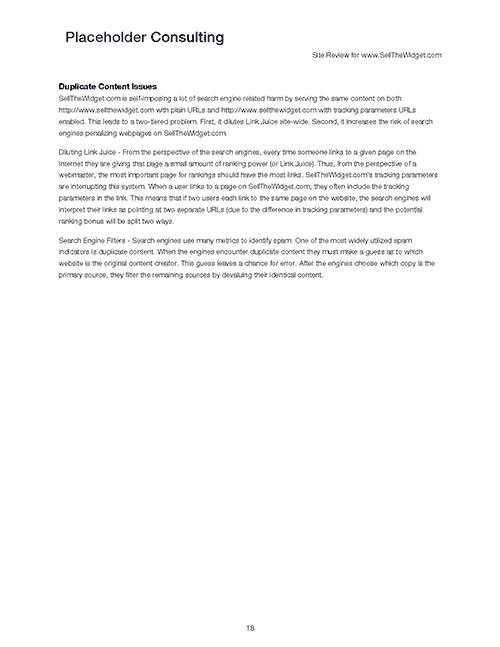 Placeholder Consulting
Site Review for www.SellTheWidget.com
Duplicate Content Issues
SellTheWidget.com is self-imposing a lot of search engine related harm by serving the same content on both
http://www.sellthewidget.com with plain URLs and http://www.sellthewidget.com with tracking parameters URLs
enabled. This leads to a two-tiered problem. First, it dilutes Link Juice site-wide. Second, it increases the risk of search
engines penalizing webpages on SellTheWidget.com.
Diluting Link Juice - From the perspective of the search engines, every time someone links to a given page on the
Internet they are giving that page a small amount of ranking power (or Link Juice). Thus, from the perspective of a
webmaster, the most important page for rankings should have the most links. SellTheWidget.com's tracking parameters
are interrupting this system. When a user links to a page on SellTheWidget.com, they often include the tracking
parameters in the link. This means that if two users each link to the same page on the website, the search engines will
interpret their links as pointing at two separate URLs (due to the difference in tracking parameters) and the potential
ranking bonus will be split two ways.
Search Engine Filters - Search engines use many metrics to identify spam. One of the most widely utilized spam
indicators is duplicate content. When the engines encounter duplicate content they must make a guess as to which
website is the original content creator. This guess leaves a chance for error. After the engines choose which copy is the
primary source, they filter the remaining sources by devaluing their identical content.
18